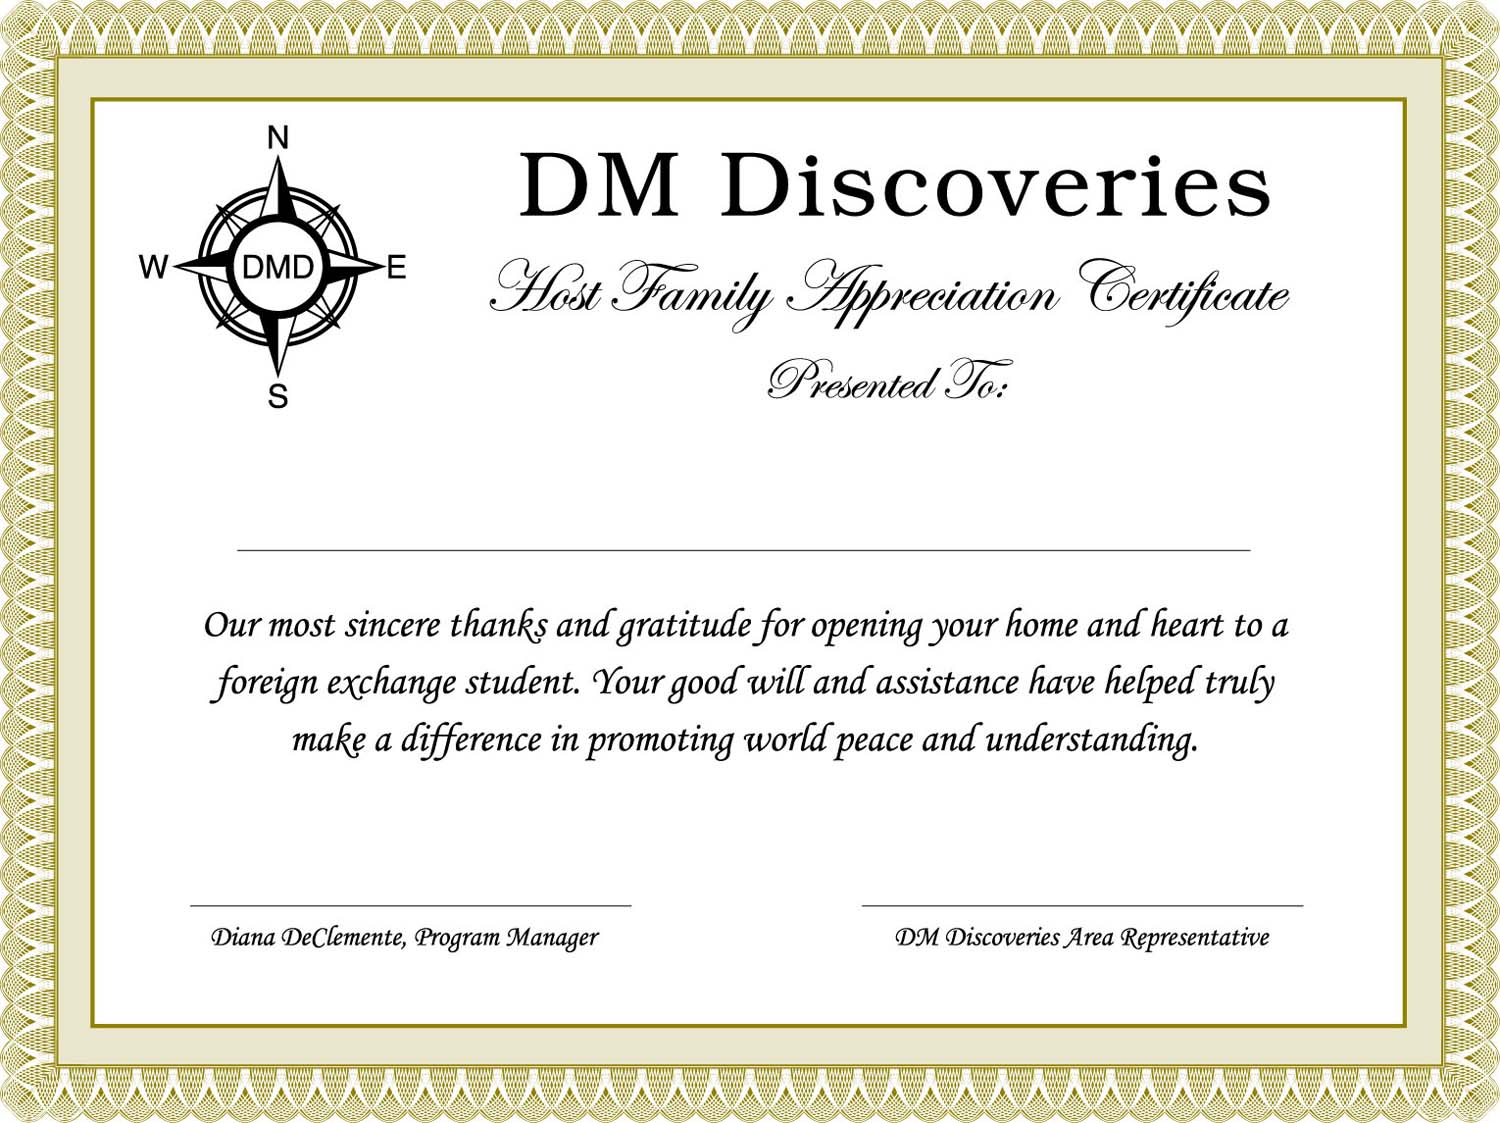 N
W DMD E
S
DM Discoveries
Host Family Appreciation Certificate
Presented To:
Our most sincere thanks and gratitude for opening your home and heart to a
foreign exchange student. Your good will and assistance have helped truly
make a difference in promoting world peace and understanding.
Diana DeClemente, Program Manager
DM Discoveries Area Representative